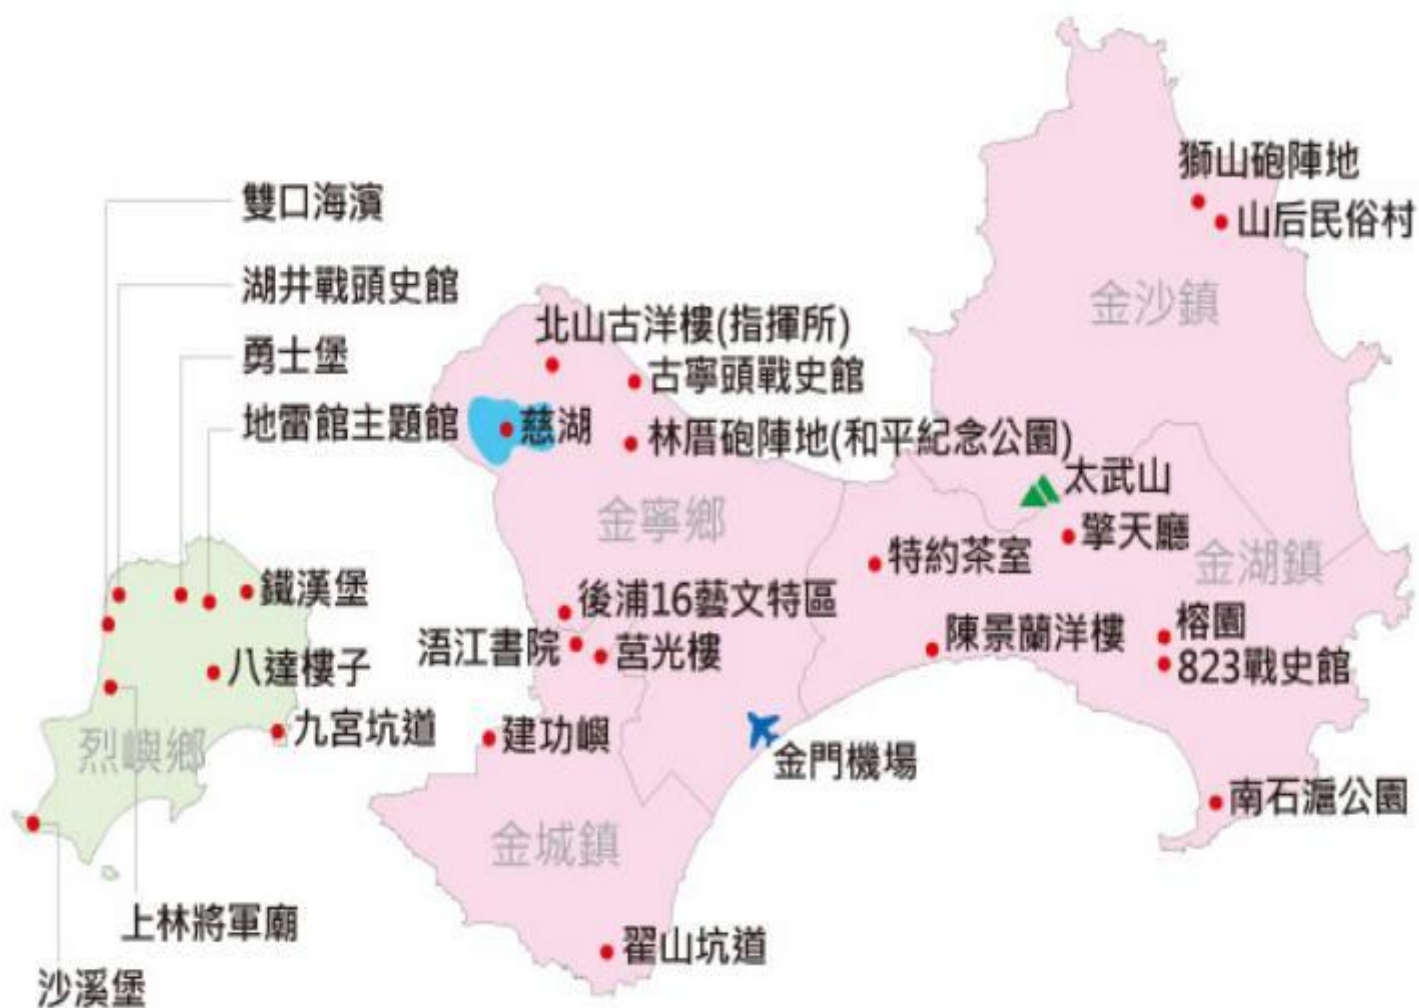 獅山砲陣地
山后民俗村
雙口海濱
金沙鎮
湖井戰頭史館
北山古洋樓(指揮所)
勇士堡
古寧頭戰史館
地雷館主題館
慈湖
林厝砲陣地(和平紀念公園)
太武山
金寧鄉
擎天廳
特約茶室
金湖鎮
鐵漢堡
後浦16藝文特區
榕園
浯江書院
莒光樓
陳景蘭洋樓
823戰史館
八達樓子
九宮坑道
建功嶼
烈嶼鄉
金門機場
南石滬公園
金城鎮
上林將軍廟
翟山坑道
沙溪堡